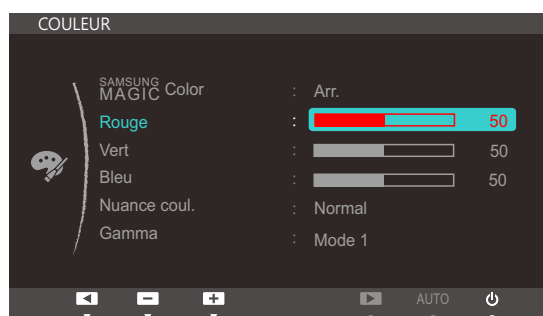 COULEUR
SAMSUNG MAGIC Color : Arr.
Rouge : 50
Vert : 50
Bleu : 50
Nuance coul. : Normal
Gamma : Mode 1
AUTO